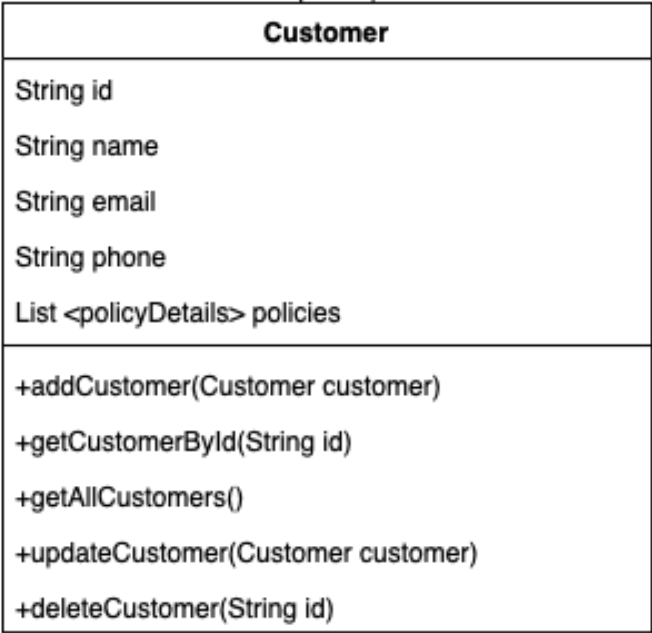 Customer
String id
String name
String email
String phone
List <policyDetails> policies
+addCustomer(Customer customer)
+getCustomerById(String id)
+getAllCustomers()
+updateCustomer(Customer customer)
+deleteCustomer(String id)